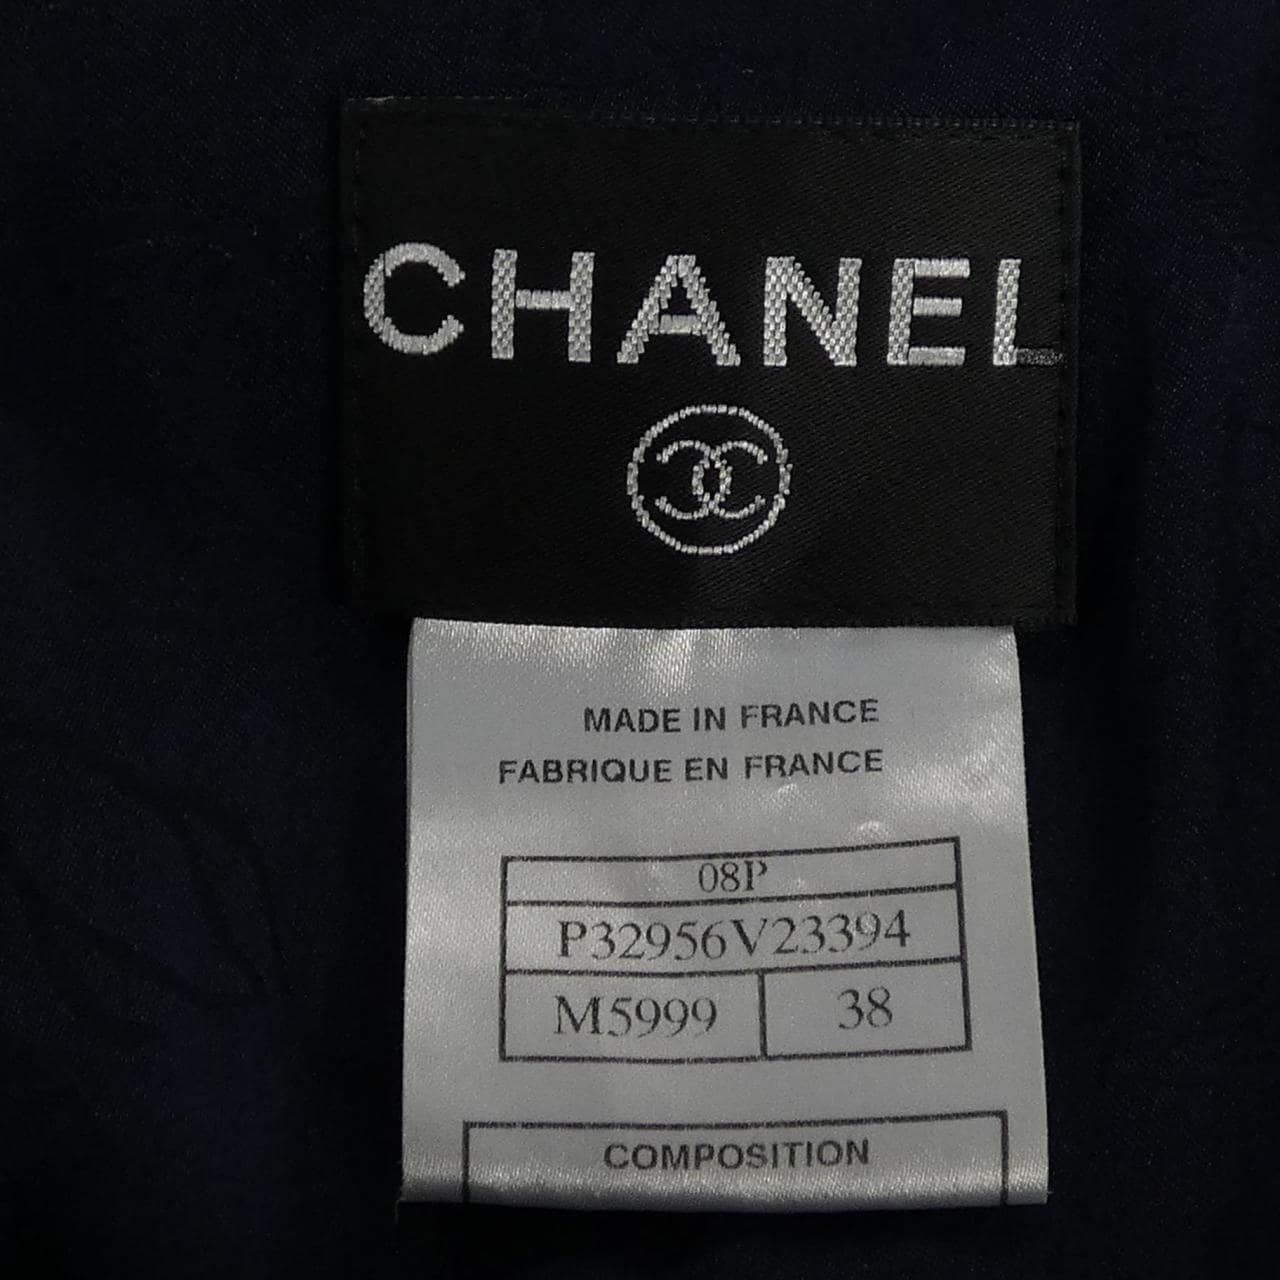 CHANEL
MADE IN FRANCE
FABRIQUE EN FRANCE
08P
P32956V23394
M5999 38
COMPOSITION